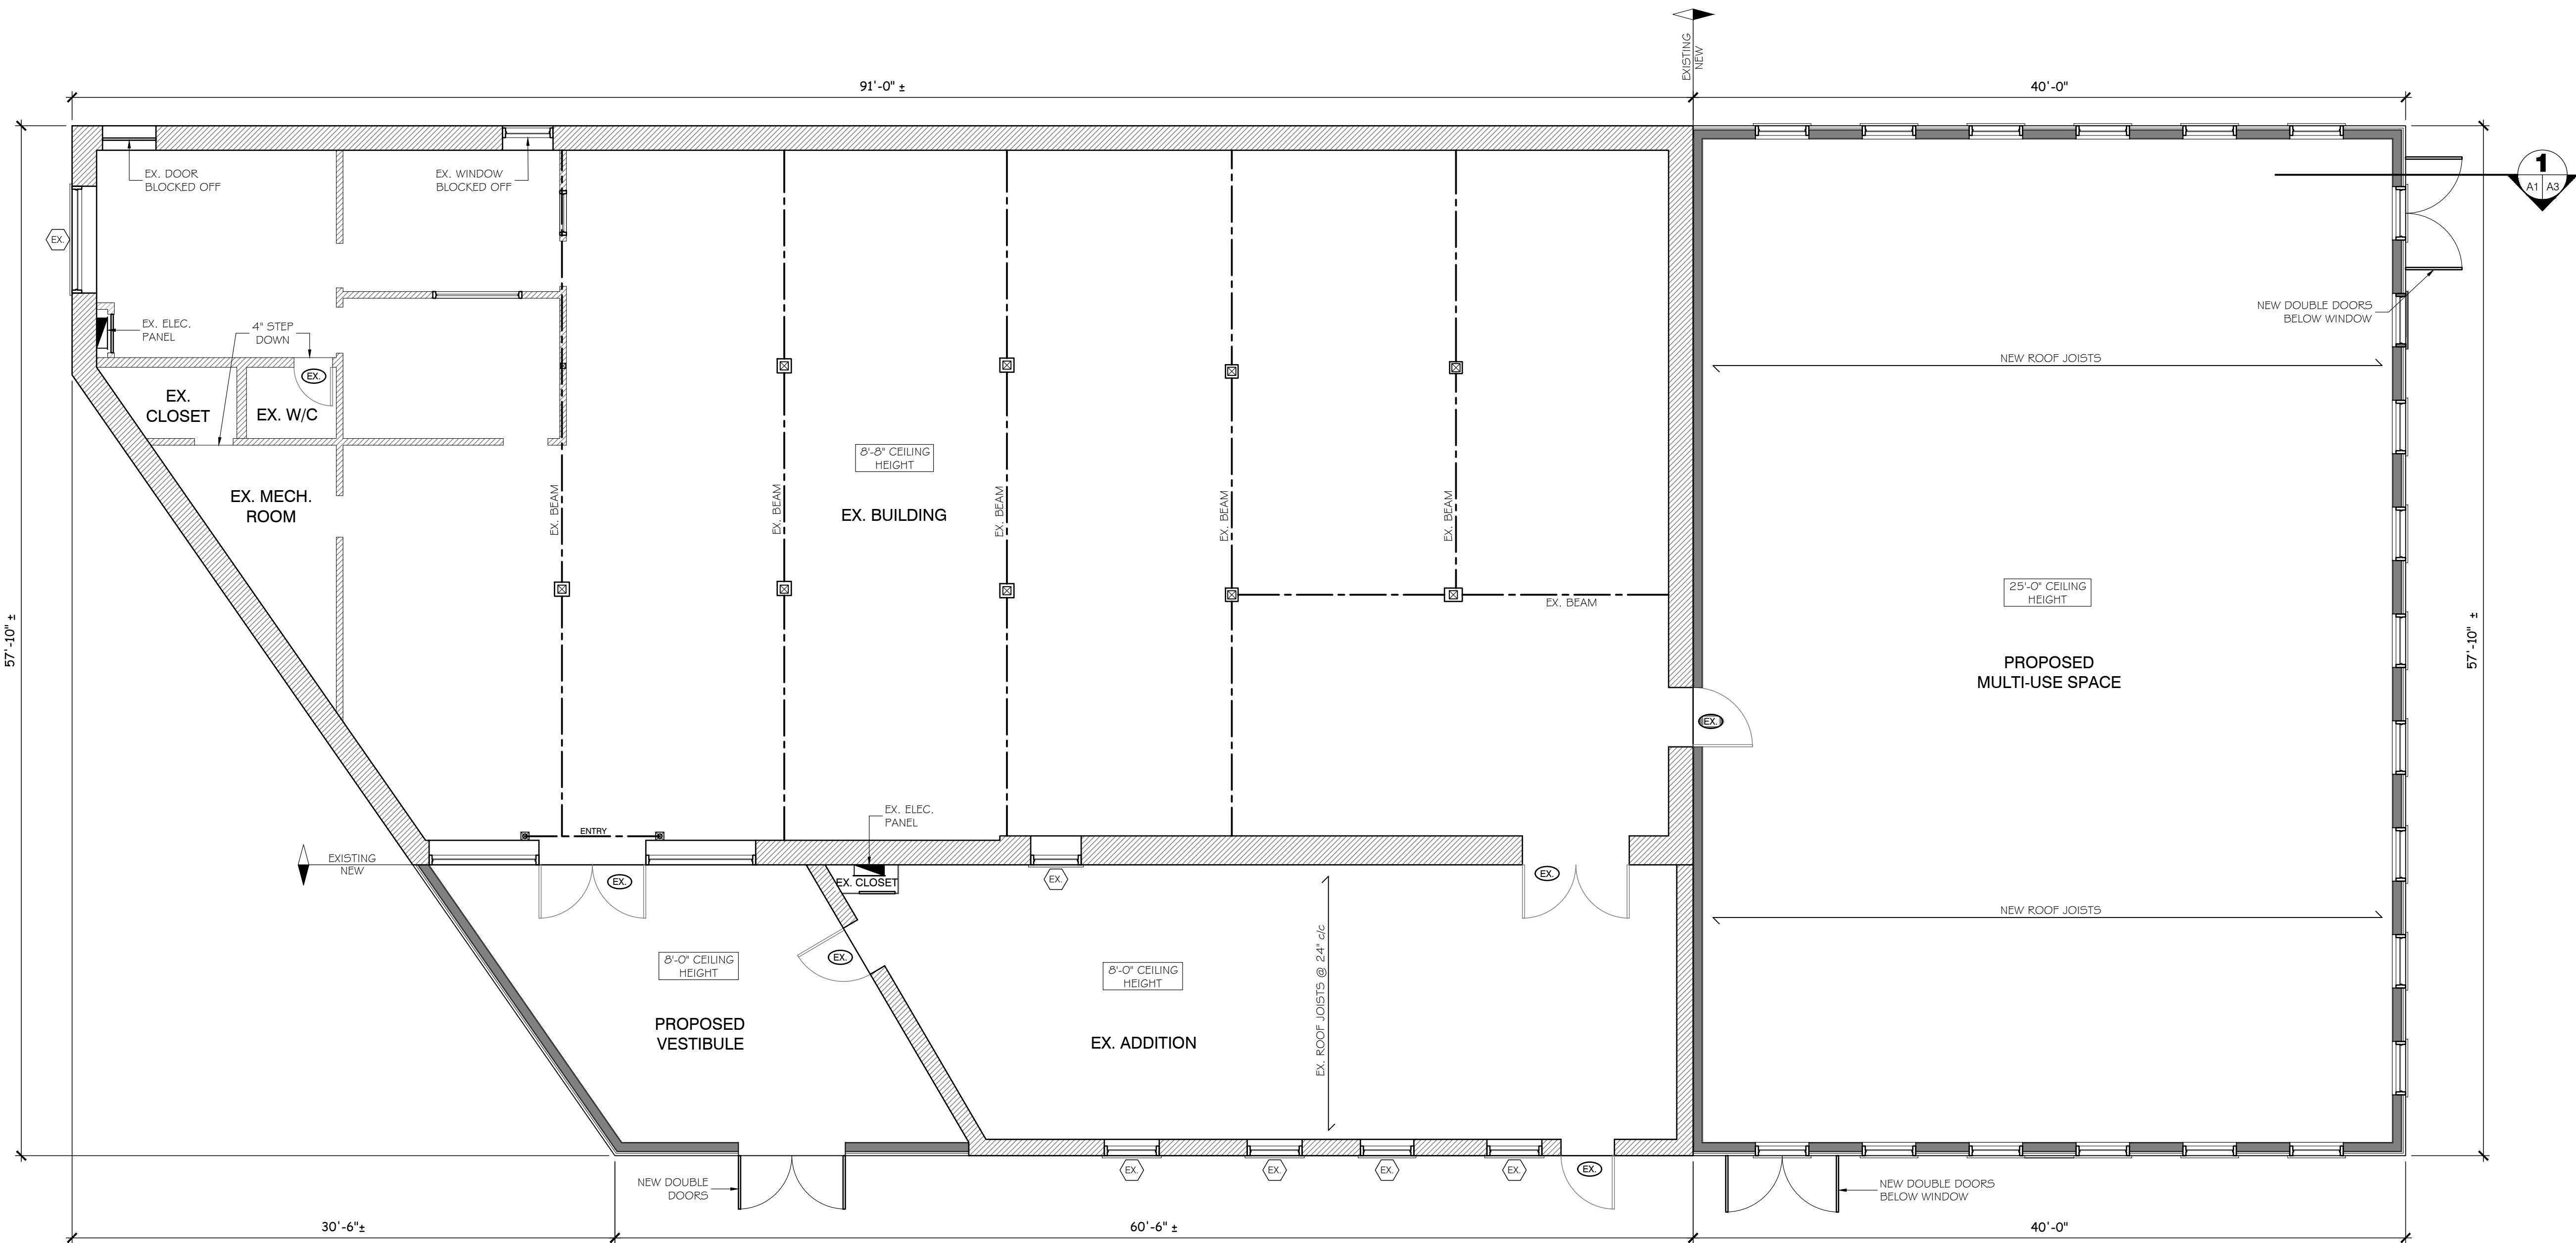 EXISTING
NEW
91'-0" ±
40'-0"
1
A1 A3
EX. DOOR
BLOCKED OFF
EX. WINDOW
BLOCKED OFF
EX.
NEW DOUBLE DOORS
BELOW WINDOW
EX. ELEC.
PANEL
4" STEP
DOWN
NEW ROOF JOISTS
EX.
EX.
CLOSET
EX. W/C
8'-8" CEILING
HEIGHT
EX. MECH.
ROOM
EX. BEAM
EX. BEAM
EX. BEAM
EX. BEAM
EX. BEAM
EX. BUILDING
25'-0" CEILING
HEIGHT
EX. BEAM
57'-10" ±
57'-10" ±
PROPOSED
MULTI-USE SPACE
EX.
EX. ELEC.
PANEL
ENTRY
EXISTING
NEW
EX.
EX. CLOSET
EX.
EX.
NEW ROOF JOISTS
8'-0" CEILING
HEIGHT
EX.
8'-0" CEILING
HEIGHT
EX. ROOF JOISTS @ 24" c/c
PROPOSED
VESTIBULE
EX. ADDITION
EX.
EX.
EX.
EX.
EX.
NEW DOUBLE
DOORS
NEW DOUBLE DOORS
BELOW WINDOW
30'-6"±
60'-6" ±
40'-0"